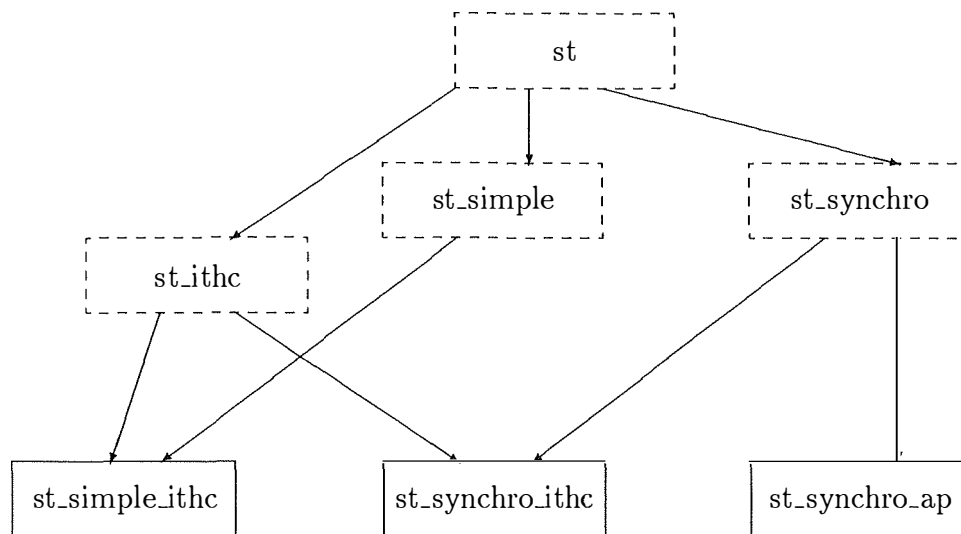 st
st_simple
st_synchro
st_ithc
st_simple_ithc
st_synchro_ithc
st_synchro_ap